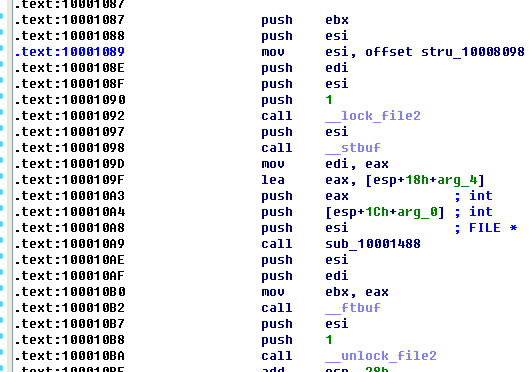 .text:10001087
.text:10001087 push ebx
.text:10001088 push esi
.text:10001089 mov esi, offset stru_10008098
.text:1000108E push edi
.text:1000108F push esi
.text:10001090 push 1
.text:10001092 call __lock_file2
.text:10001097 push esi
.text:10001098 call __stbuf
.text:1000109D mov edi, eax
.text:1000109F lea eax, [esp+18h+arg_4]
.text:100010A3 push eax ; int
.text:100010A4 push [esp+1Ch+arg_0] ; int
.text:100010A8 push esi ; FILE *
.text:100010A9 call sub_10001488
.text:100010AE push esi
.text:100010AF push edi
.text:100010B0 mov ebx, eax
.text:100010B2 call __ftbuf
.text:100010B7 push esi
.text:100010B8 push 1
.text:100010BA call __unlock_file2
.text:100010BF add esp, 28h